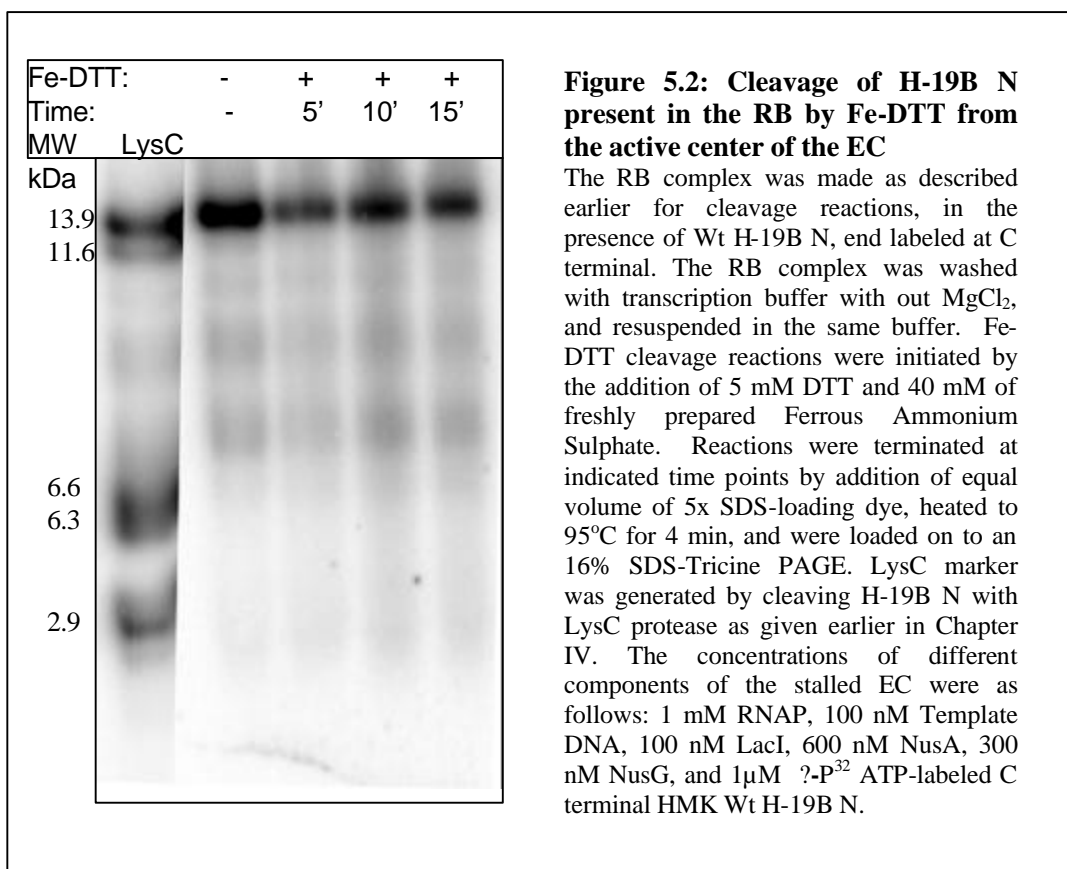 Fe-DTT: - + + +
Time: - 5’ 10’ 15’
MW LysC
kDa
13.9
11.6
6.6
6.3
2.9
Figure 5.2: Cleavage of H-19B N
present in the RB by Fe-DTT from
the active center of the EC
The RB complex was made as described
earlier for cleavage reactions, in the
presence of Wt H-19B N, end labeled at C
terminal. The RB complex was washed
with transcription buffer with out MgCl₂,
and resuspended in the same buffer. Fe-
DTT cleavage reactions were initiated by
the addition of 5 mM DTT and 40 mM of
freshly prepared Ferrous Ammonium
Sulphate. Reactions were terminated at
indicated time points by addition of equal
volume of 5x SDS-loading dye, heated to
95°C for 4 min, and were loaded on to an
16% SDS-Tricine PAGE. LysC marker
was generated by cleaving H-19B N with
LysC protease as given earlier in Chapter
IV. The concentrations of different
components of the stalled EC were as
follows: 1 mM RNAP, 100 nM Template
DNA, 100 nM LacI, 600 nM NusA, 300
nM NusG, and 1µM ?-P³² ATP-labeled C
terminal HMK Wt H-19B N.